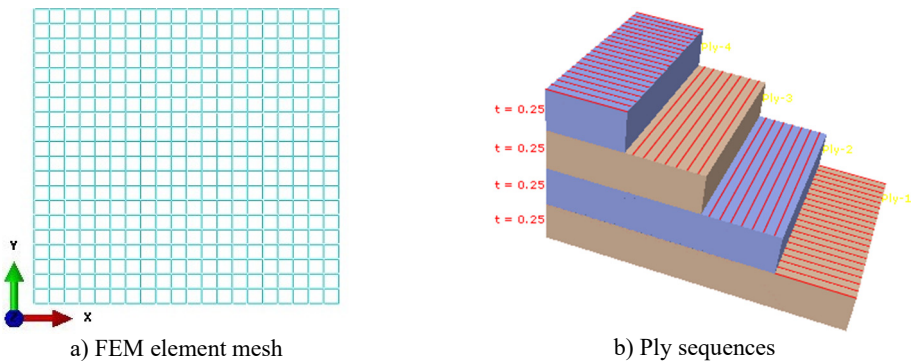 Y
X
a) FEM element mesh
Ply-4
Ply-3
Ply-2
Ply-1
t = 0.25
t = 0.25
t = 0.25
t = 0.25
b) Ply sequences